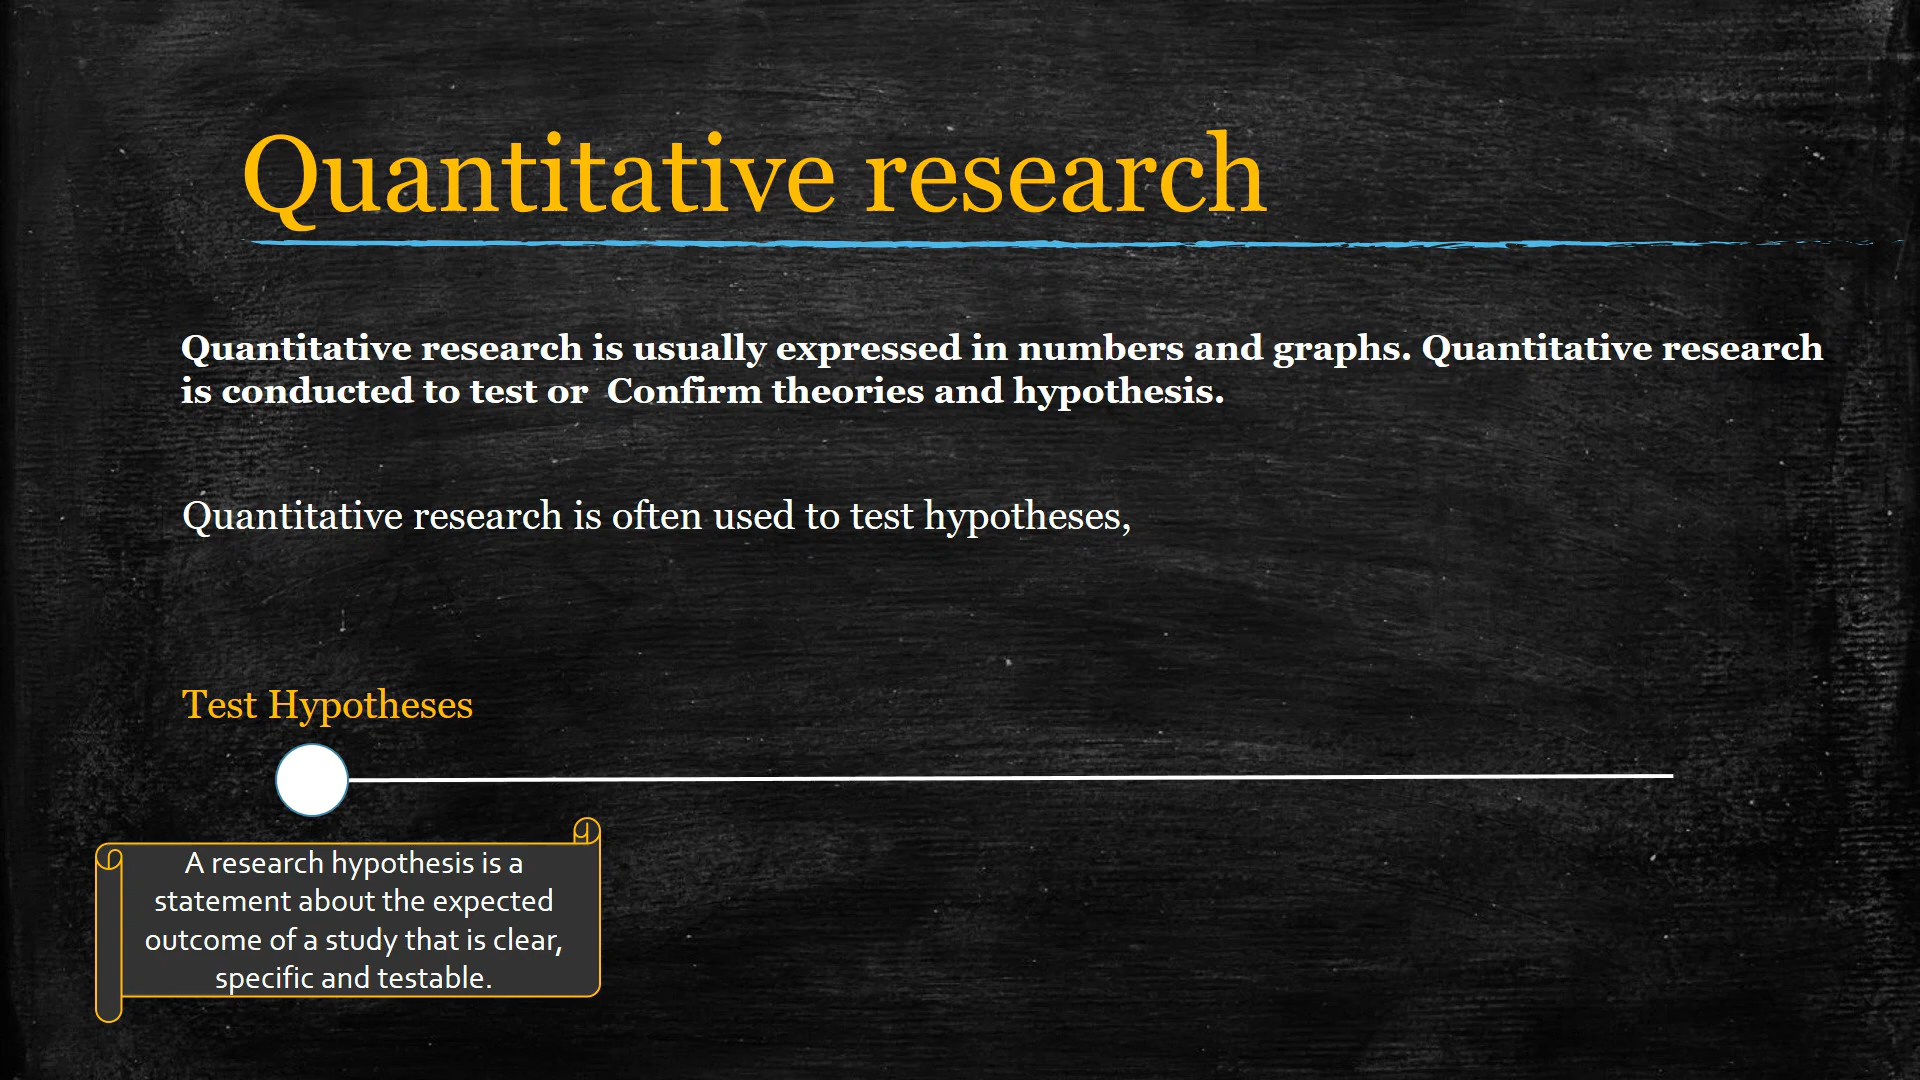 Quantitative research
Quantitative research is usually expressed in numbers and graphs. Quantitative research
is conducted to test or  Confirm theories and hypothesis.
Quantitative research is often used to test hypotheses,
Test Hypotheses
A research hypothesis is a
statement about the expected
outcome of a study that is clear,
specific and testable.